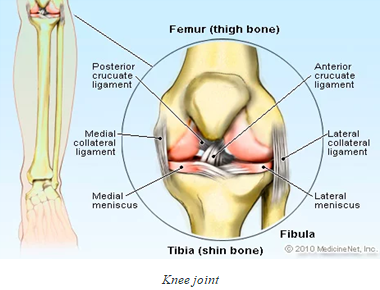 Femur (thigh bone)
Posterior
crucuate
ligament
Anterior
crucuate
ligament
Medial
collateral
ligament
Lateral
collateral
ligament
Medial
meniscus
Lateral
meniscus
Fibula
Tibia (shin bone)
© 2010 MedicineNet, Inc.
Knee joint